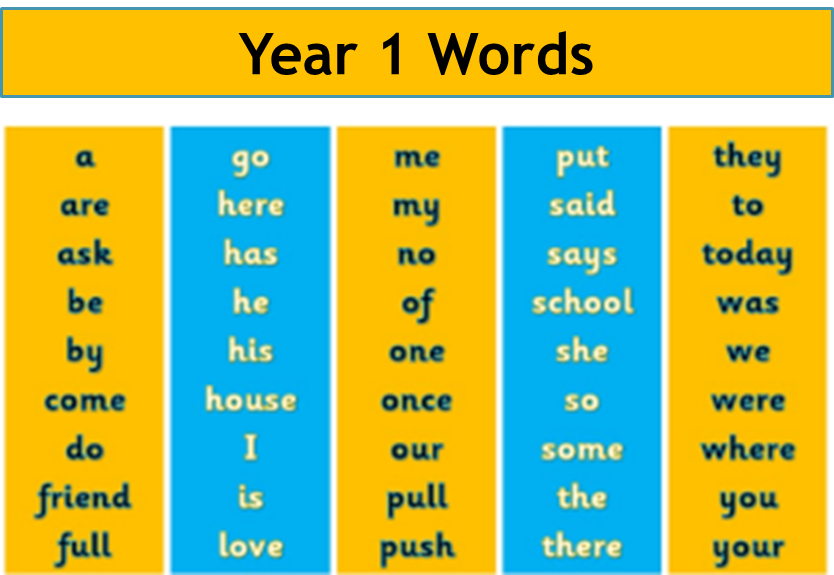 Year 1 Words
a go me put they
are here my said to
ask has no says today
be he of school was
by his one she we
come house once so were
do I our some where
friend is pull the you
full love push there your